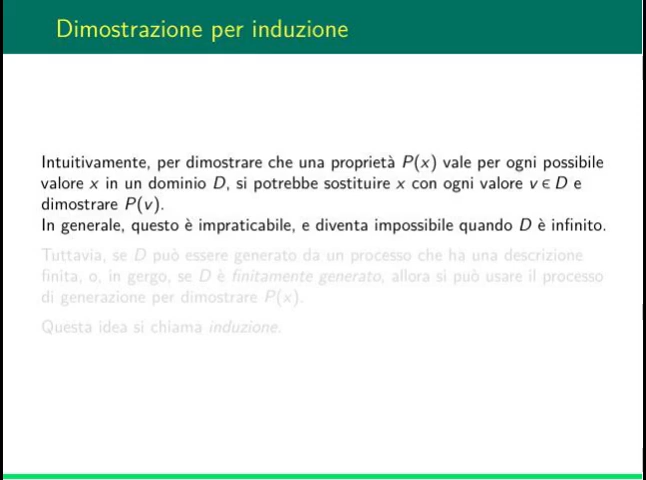 Dimostrazione per induzione
Intuitivamente, per dimostrare che una proprietà P(x) vale per ogni possibile
valore x in un dominio D, si potrebbe sostituire x con ogni valore v ∈ D e
dimostrare P(v).
In generale, questo è impraticabile, e diventa impossibile quando D è infinito.
Tuttavia, se D può essere generato da un processo che ha una descrizione
finita, o, in gergo, se D è finitamente generato, allora si può usare il processo
di generazione per dimostrare P(x).
Questa idea si chiama induzione.